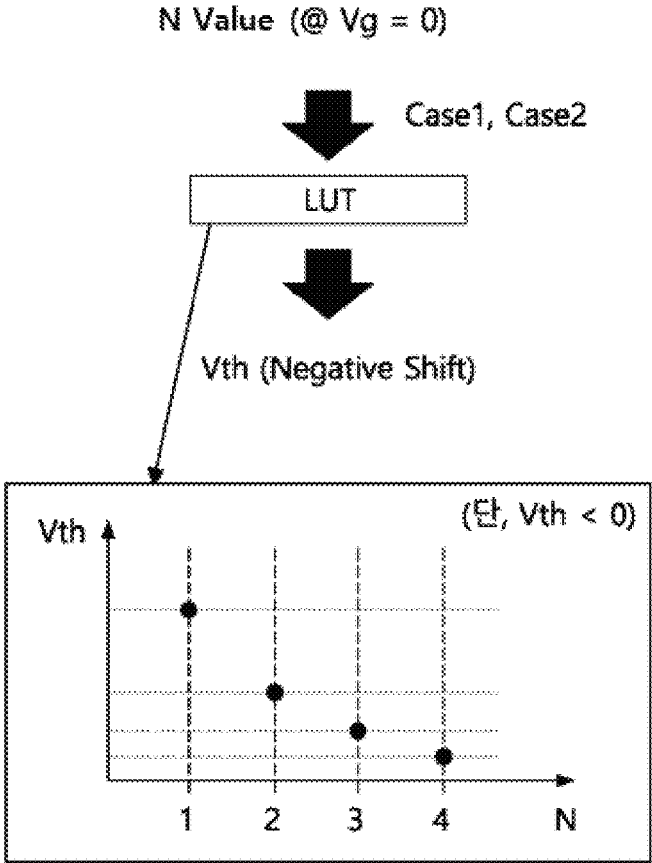 N Value (@ Vg = 0)
Case1, Case2
LUT
Vth (Negative Shift)
(단, Vth < 0)
Vth
1 2 3 4 N